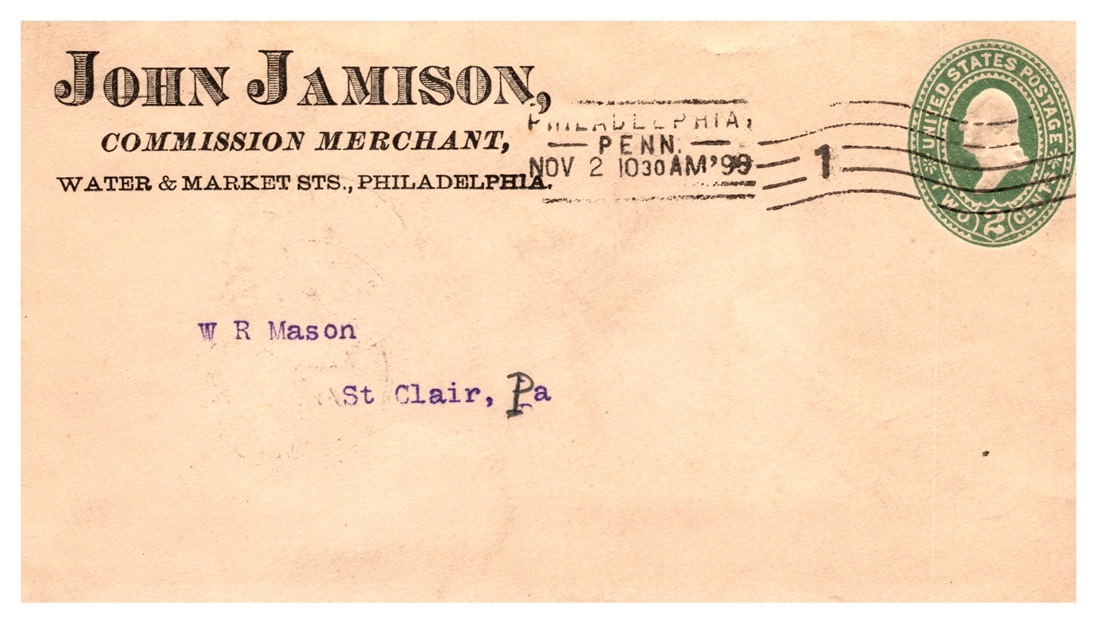 JOHN JAMISON,
COMMISSION MERCHANT,
WATER & MARKET STS., PHILADELPHIA.
PHILADELPHIA,
PENN.
NOV 2 1030AM '99
1
UNITED STATES POSTAGE
TWO 2 CENTS
W R Mason
St Clair, Pa